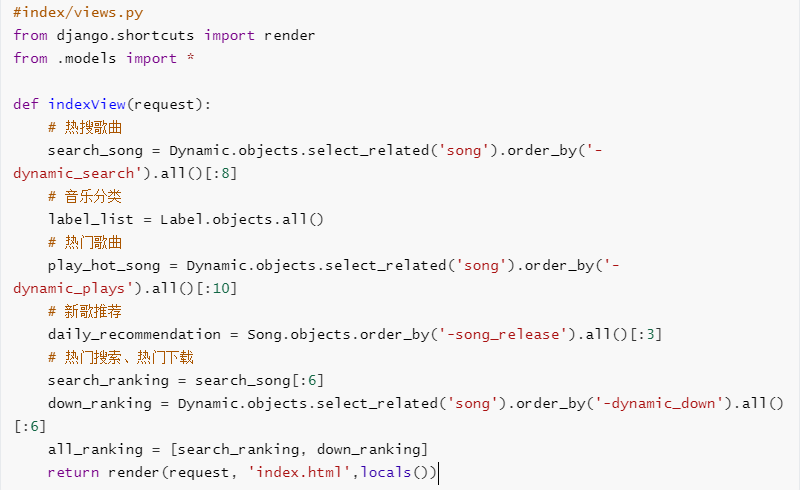 #index/views.py
from django.shortcuts import render
from .models import *
def indexView(request):
    # 热搜歌曲
    search_song = Dynamic.objects.select_related('song').order_by('-
dynamic_search').all()[:8]
    # 音乐分类
    label_list = Label.objects.all()
    # 热门歌曲
    play_hot_song = Dynamic.objects.select_related('song').order_by('-
dynamic_plays').all()[:10]
    # 新歌推荐
    daily_recommendation = Song.objects.order_by('-song_release').all()[:3]
    # 热门搜索、热门下载
    search_ranking = search_song[:6]
    down_ranking = Dynamic.objects.select_related('song').order_by('-dynamic_down').all()
[:6]
    all_ranking = [search_ranking, down_ranking]
    return render(request, 'index.html',locals())